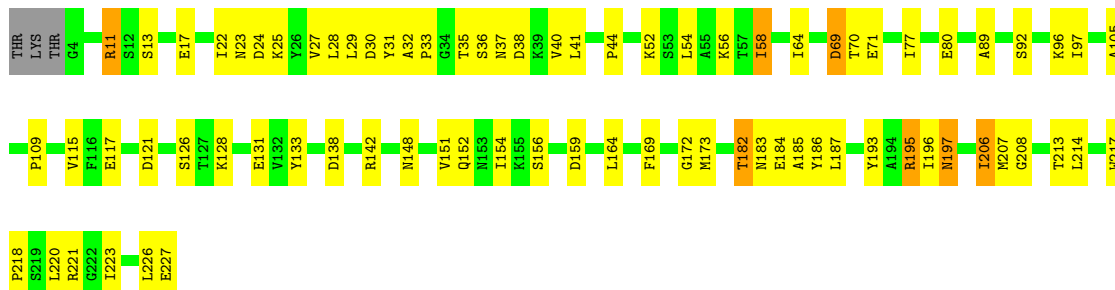 THR LYS THR G4 R11 S12 S13 E17 I22 N23 D24 K25 Y26 V27 L28 L29 D30 Y31 A32 P33 G34 T35 S36 N37 D38 K39 V40 L41 P44 K52 S53 L54 A55 K56 T57 I58 I64 D69 T70 E71 I77 E80 A89 S92 K96 I97 A105
P109 V115 F116 E117 D121 S126 T127 K128 E131 V132 Y133 D138 R142 N148 V151 Q152 N153 I154 K155 S156 D159 L164 F169 G172 M173 T182 N183 E184 A185 Y186 L187 Y193 A194 R195 I196 N197 I206 M207 G208 T213 L214
P218 S219 L220 R221 G222 I223 L226 E227